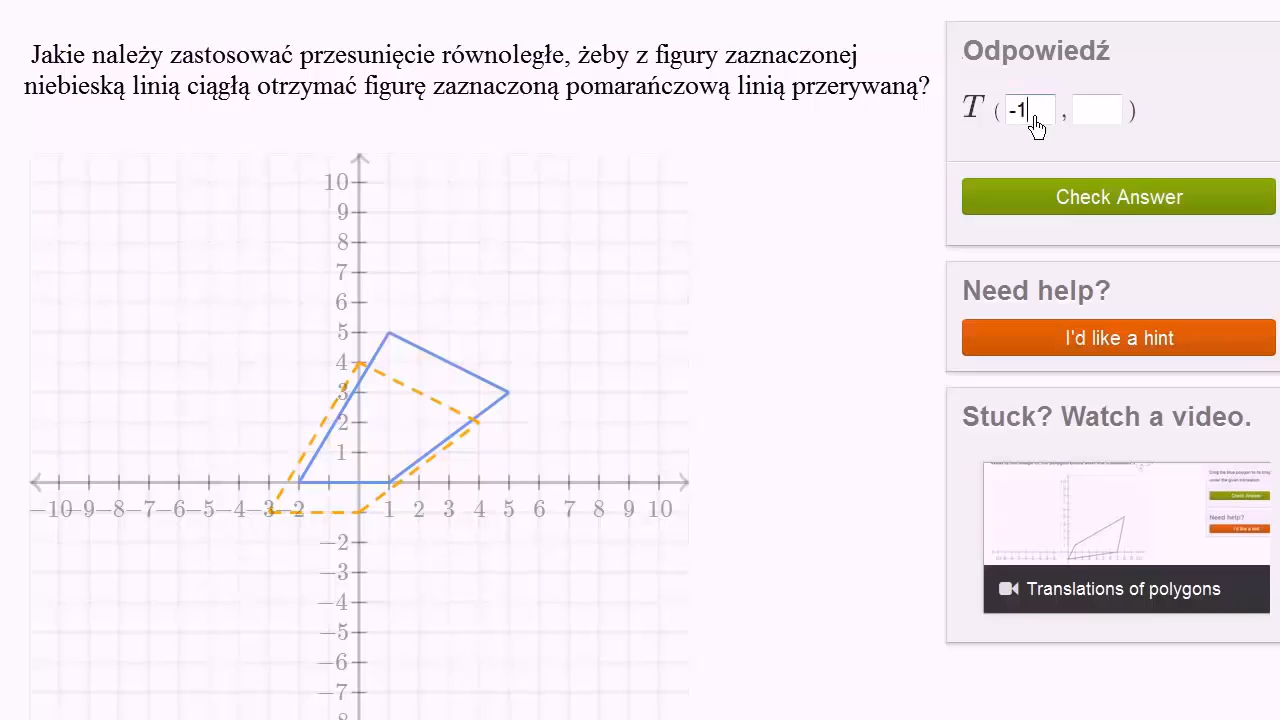 Jakie należy zastosować przesunięcie równoległe, żeby z figury zaznaczonej
niebieską linią ciągłą otrzymać figurę zaznaczoną pomarańczową linią przerywaną?
Odpowiedź
T ( -1 , )
Check Answer
Need help?
I'd like a hint
Stuck? Watch a video.
Translations of polygons
10
9
8
7
6
5
4
3
2
1
−10 −9 −8 −7 −6 −5 −4 −3 −2 1 2 3 4 5 6 7 8 9 10
−2
−3
−4
−5
−6
−7